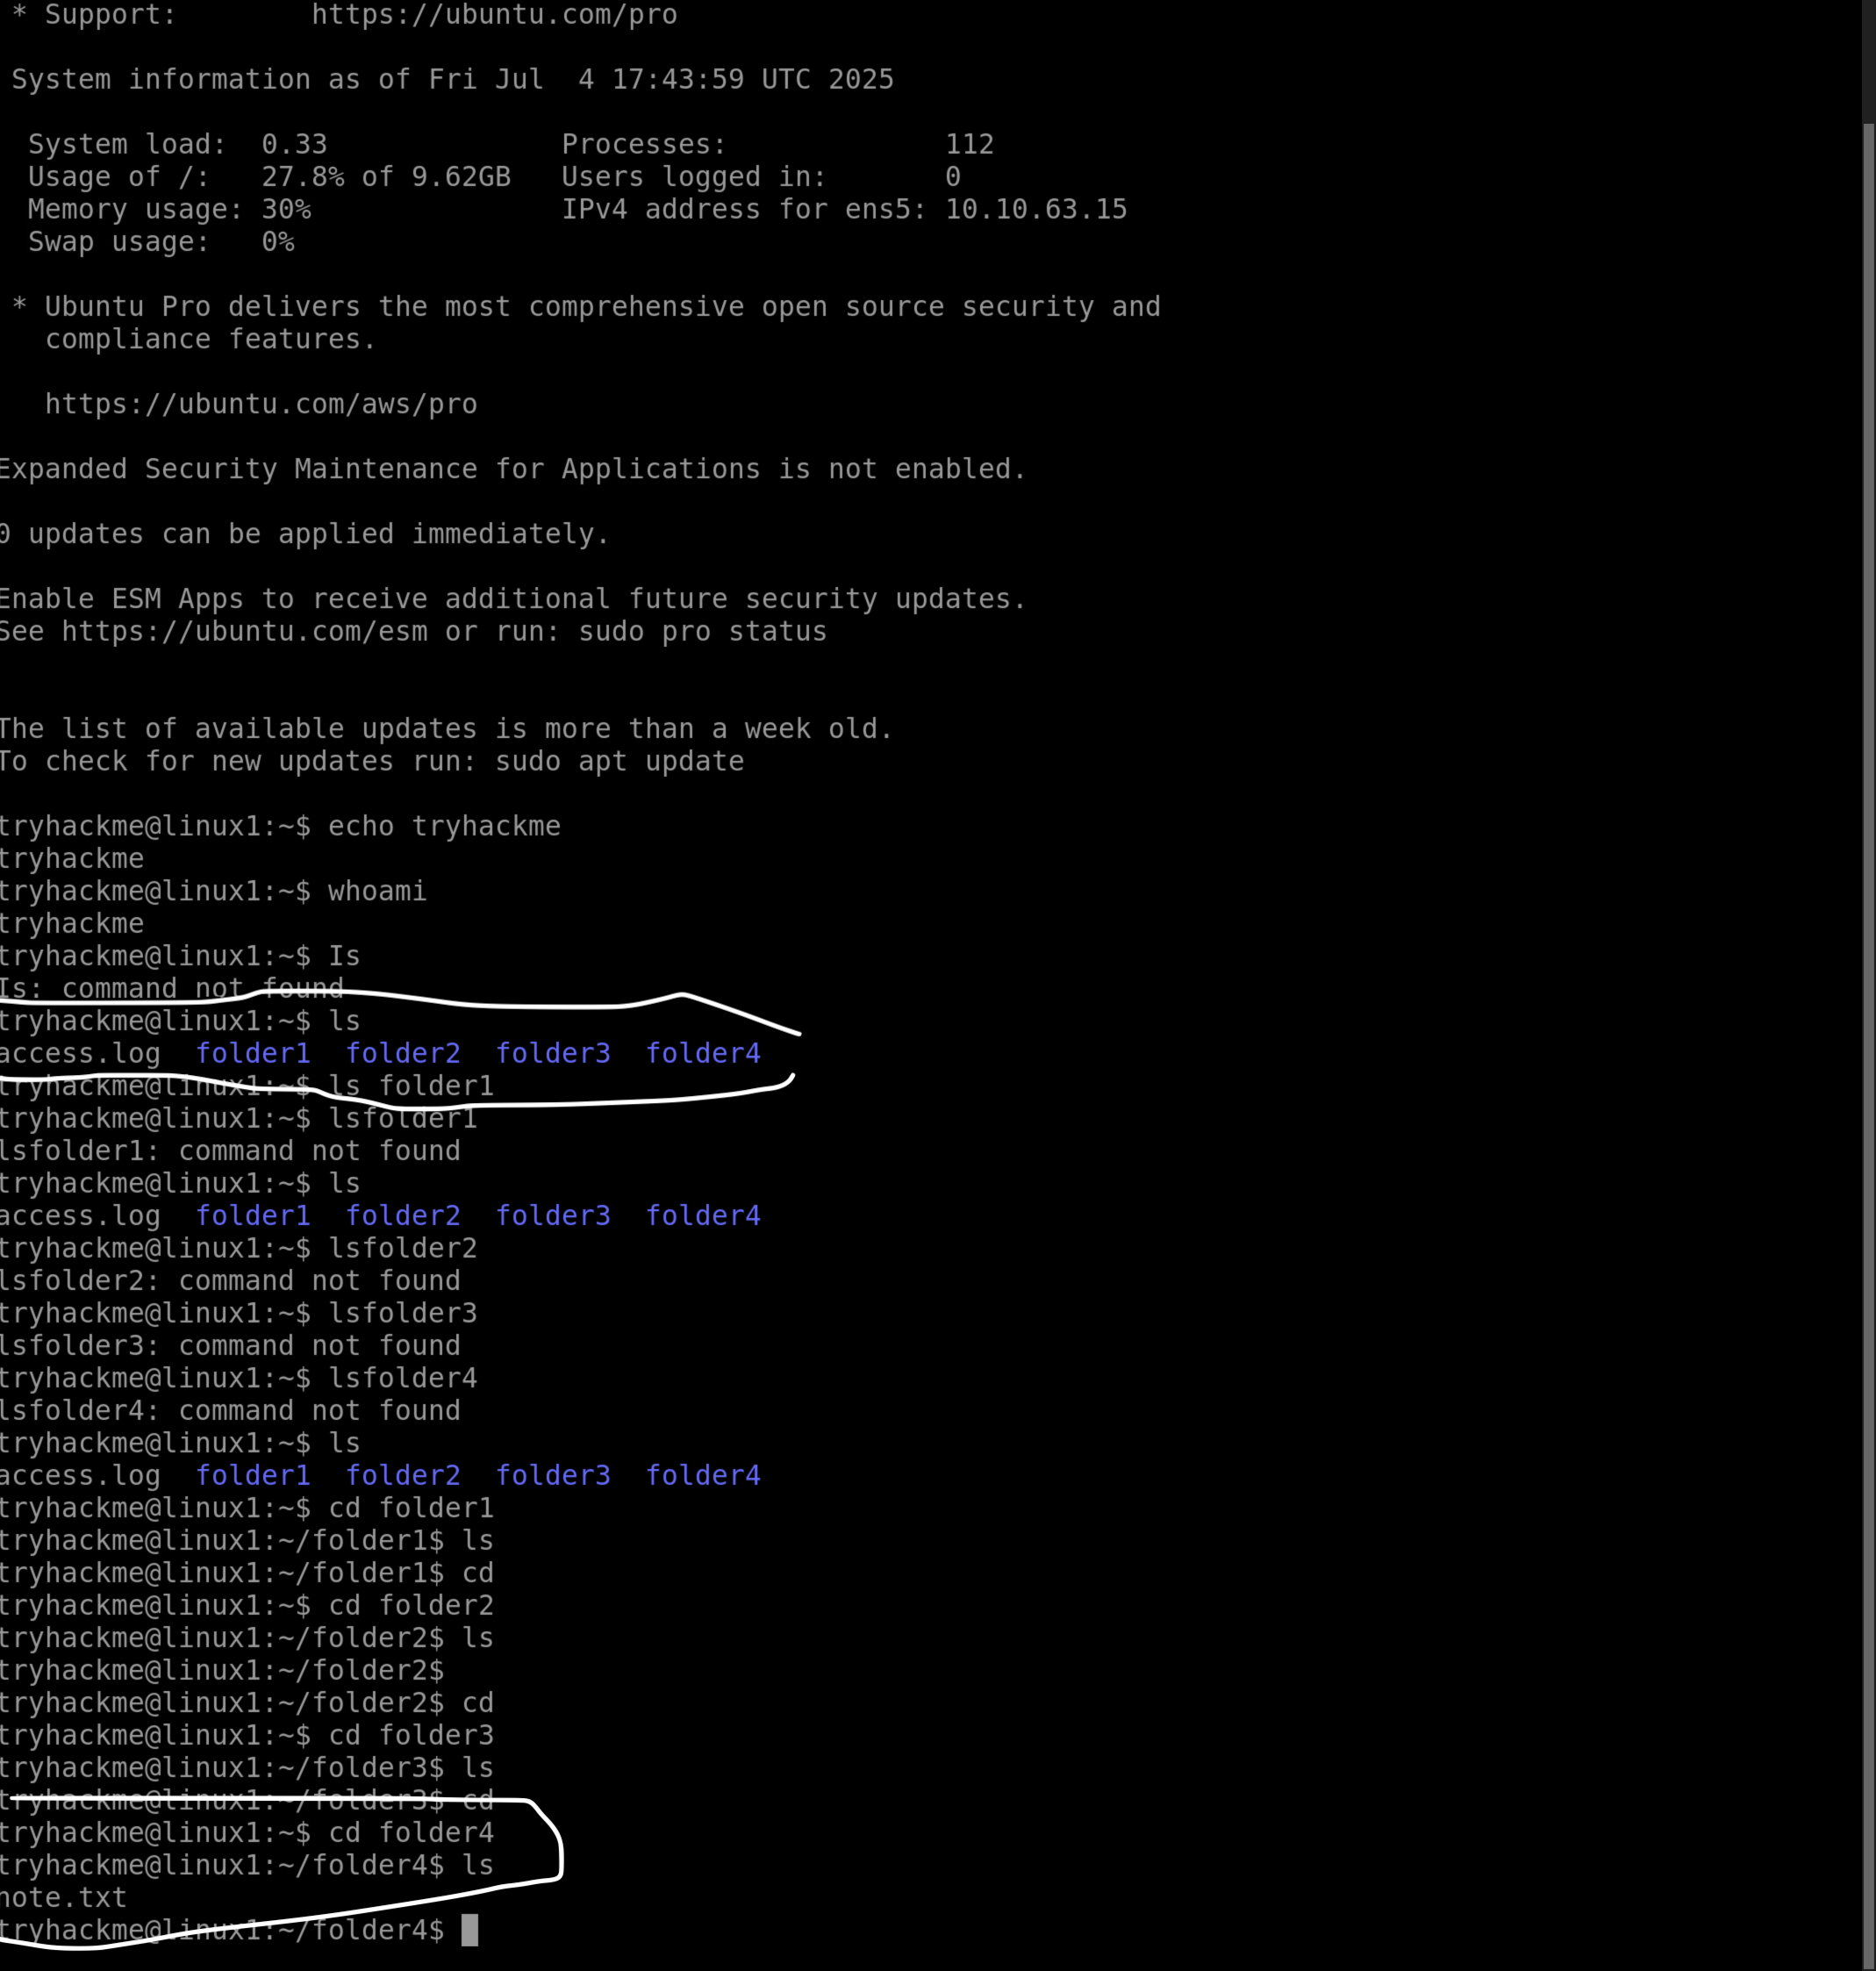 * Support:        https://ubuntu.com/pro
System information as of Fri Jul  4 17:43:59 UTC 2025
System load:  0.33              Processes:             112
Usage of /:   27.8% of 9.62GB   Users logged in:       0
Memory usage: 30%               IPv4 address for ens5: 10.10.63.15
Swap usage:   0%
* Ubuntu Pro delivers the most comprehensive open source security and
compliance features.
https://ubuntu.com/aws/pro
Expanded Security Maintenance for Applications is not enabled.
0 updates can be applied immediately.
Enable ESM Apps to receive additional future security updates.
See https://ubuntu.com/esm or run: sudo pro status
The list of available updates is more than a week old.
To check for new updates run: sudo apt update
tryhackme@linux1:~$ echo tryhackme
tryhackme
tryhackme@linux1:~$ whoami
tryhackme
tryhackme@linux1:~$ Is
Is: command not found
tryhackme@linux1:~$ ls
access.log  folder1  folder2  folder3  folder4
tryhackme@linux1:~$ ls folder1
tryhackme@linux1:~$ lsfolder1
lsfolder1: command not found
tryhackme@linux1:~$ ls
access.log  folder1  folder2  folder3  folder4
tryhackme@linux1:~$ lsfolder2
lsfolder2: command not found
tryhackme@linux1:~$ lsfolder3
lsfolder3: command not found
tryhackme@linux1:~$ lsfolder4
lsfolder4: command not found
tryhackme@linux1:~$ ls
access.log  folder1  folder2  folder3  folder4
tryhackme@linux1:~$ cd folder1
tryhackme@linux1:~/folder1$ ls
tryhackme@linux1:~/folder1$ cd
tryhackme@linux1:~$ cd folder2
tryhackme@linux1:~/folder2$ ls
tryhackme@linux1:~/folder2$
tryhackme@linux1:~/folder2$ cd
tryhackme@linux1:~$ cd folder3
tryhackme@linux1:~/folder3$ ls
tryhackme@linux1:~/folder3$ cd
tryhackme@linux1:~$ cd folder4
tryhackme@linux1:~/folder4$ ls
note.txt
tryhackme@linux1:~/folder4$